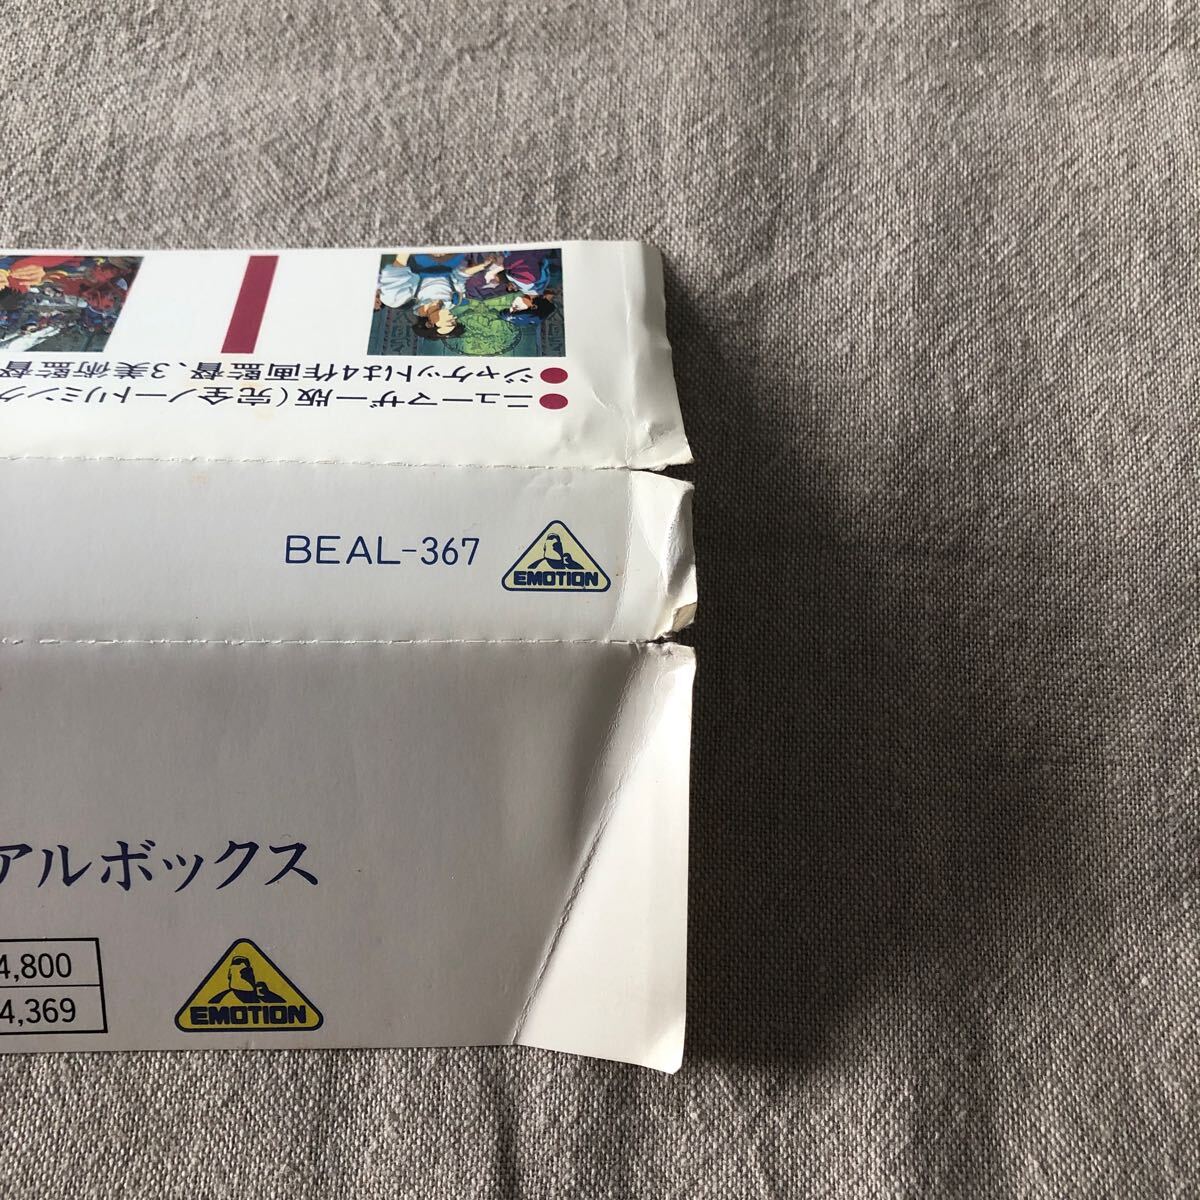 ●ニューマザー版(完全ノートリミング
●ジャケットは4作画監督、3美術監督
BEAL-367
EMOTION
アルボックス
4,800
4,369
EMOTION